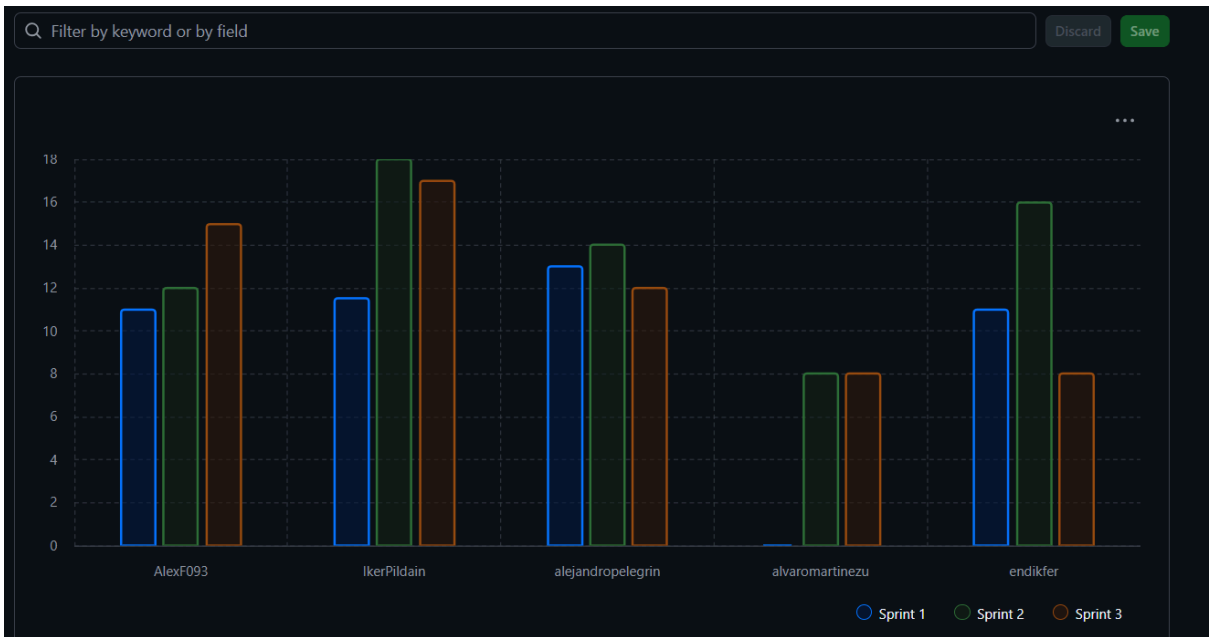 Filter by keyword or by field
Discard Save
...
18
16
14
12
10
8
6
4
2
0
AlexF093 IkerPildain alejandropelegrin alvaromartinezu endikfer
Sprint 1 Sprint 2 Sprint 3